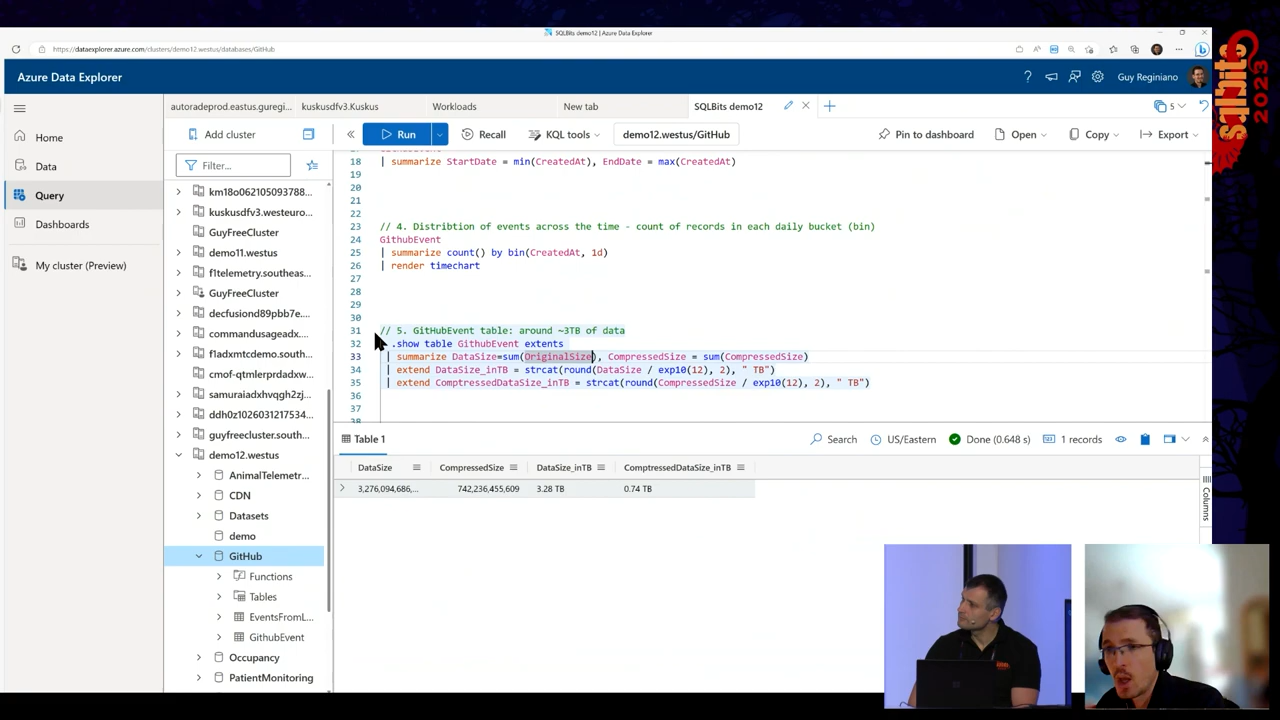 SQLBits demo12 | Azure Data Explorer
https://dataexplorer.azure.com/clusters/demo12.westus/databases/GitHub
Azure Data Explorer
Guy Reginiano
sqlbits 2023
autoradeprod.eastus.guregi...
kuskusdfv3.Kuskus
Workloads
New tab
SQLBits demo12
5
Home
Data
Query
Dashboards
My cluster (Preview)
Add cluster
Filter...
Run
Recall
KQL tools
demo12.westus/GitHub
Pin to dashboard
Open
Copy
Export
km18o062105093788...
kuskusdfv3.westeuro...
GuyFreeCluster
demo11.westus
f1telemetry.southeas...
GuyFreeCluster
decfusiond89pbb7e....
commandusageadx....
f1adxmtcdemo.south...
cmof-qtmlerprdadx....
samuraiadxhvqgh2zj...
ddh0z1026031217534...
guyfreecluster.south...
demo12.westus
AnimalTelemetr...
CDN
Datasets
demo
GitHub
Functions
Tables
EventsFromL...
GithubEvent
Occupancy
PatientMonitoring
18 | summarize StartDate = min(CreatedAt), EndDate = max(CreatedAt)
19
20
21
22
23 // 4. Distribtion of events across the time - count of records in each daily bucket (bin)
24 GithubEvent
25 | summarize count() by bin(CreatedAt, 1d)
26 | render timechart
27
28
29
30
31 // 5. GitHubEvent table: around ~3TB of data
32 .show table GithubEvent extents
33 | summarize DataSize=sum(OriginalSize), CompressedSize = sum(CompressedSize)
34 | extend DataSize_inTB = strcat(round(DataSize / exp10(12), 2), " TB")
35 | extend ComptressedDataSize_inTB = strcat(round(CompressedSize / exp10(12), 2), " TB")
36
37
38
Table 1
Search
US/Eastern
Done (0.648 s)
1 records
DataSize
CompressedSize
DataSize_inTB
ComptressedDataSize_inTB
3,276,094,686,...
742,236,455,609
3.28 TB
0.74 TB
Columns